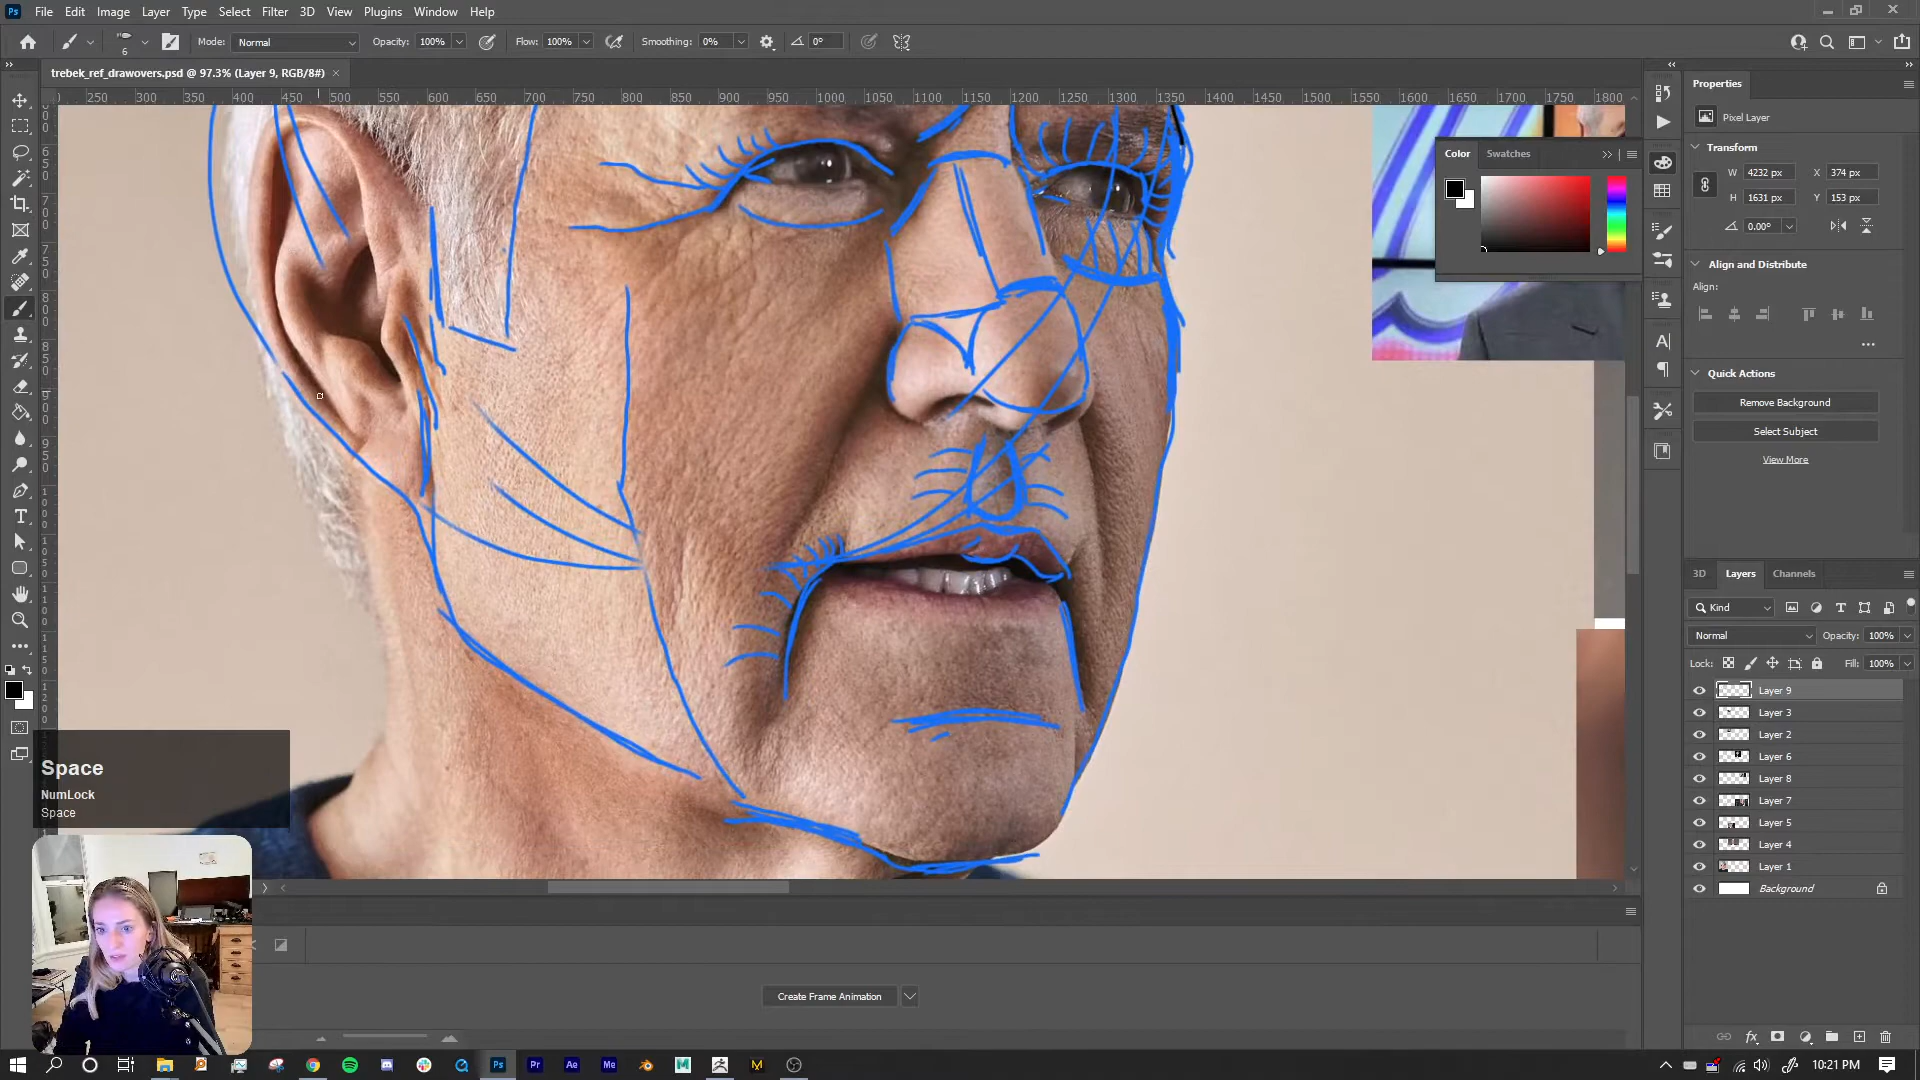 Ps File Edit Image Layer Type Select Filter 3D View Plugins Window Help
6 Mode: Normal Opacity: 100% Flow: 100% Smoothing: 0% 0°
trebek_ref_drawovers.psd @ 97.3% (Layer 9, RGB/8#) ×
250 300 350 400 450 500 550 600 650 700 750 800 850 900 950 1000 1050 1100 1150 1200 1250 1300 1350 1400 1450 1500 1550 1600 1650 1700 1750 1800
Color Swatches
Properties
Pixel Layer
Transform
W 4232 px X 374 px
H 1631 px Y 153 px
0.00°
Align and Distribute
Align:
Quick Actions
Remove Background
Select Subject
View More
3D Layers Channels
Kind
Normal Opacity: 100%
Lock: Fill: 100%
Layer 9
Layer 3
Layer 2
Layer 6
Layer 8
Layer 7
Layer 5
Layer 4
Layer 1
Background
Space
NumLock
Space
Create Frame Animation
Ps Pr Ae Me 10:21 PM